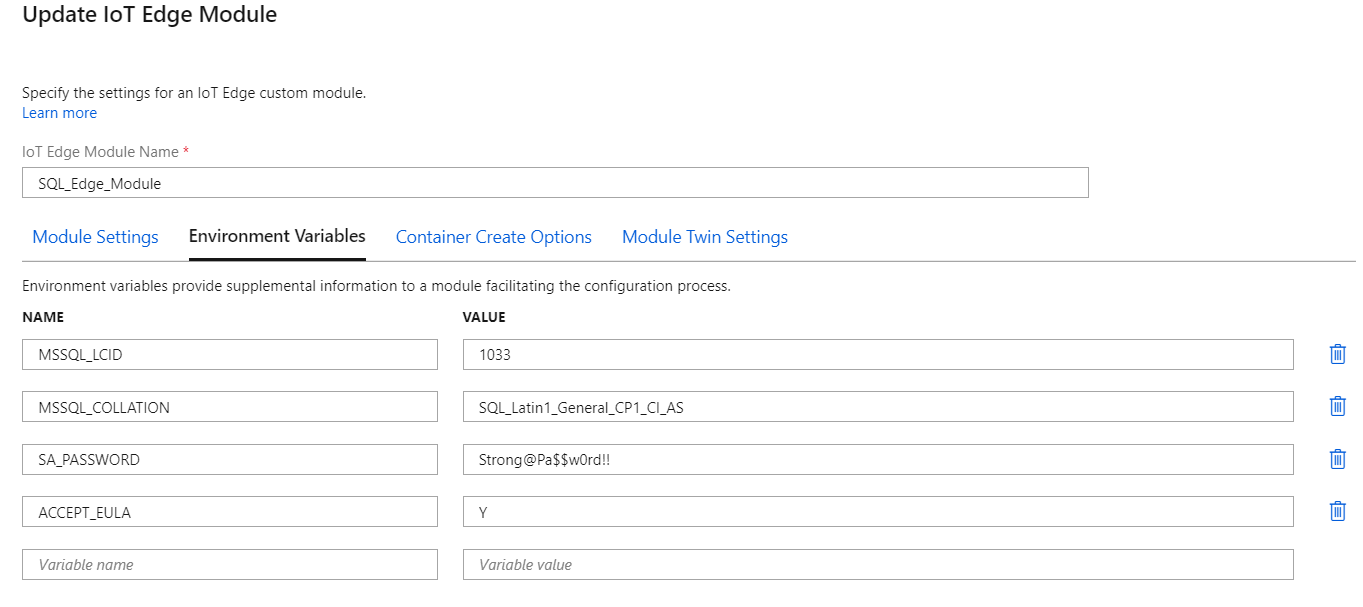 Update IoT Edge Module
Specify the settings for an IoT Edge custom module.
Learn more
IoT Edge Module Name *
SQL_Edge_Module
Module Settings Environment Variables Container Create Options Module Twin Settings
Environment variables provide supplemental information to a module facilitating the configuration process.
NAME VALUE
MSSQL_LCID 1033
MSSQL_COLLATION SQL_Latin1_General_CP1_CI_AS
SA_PASSWORD Strong@Pa$$w0rd!!
ACCEPT_EULA Y
Variable name Variable value